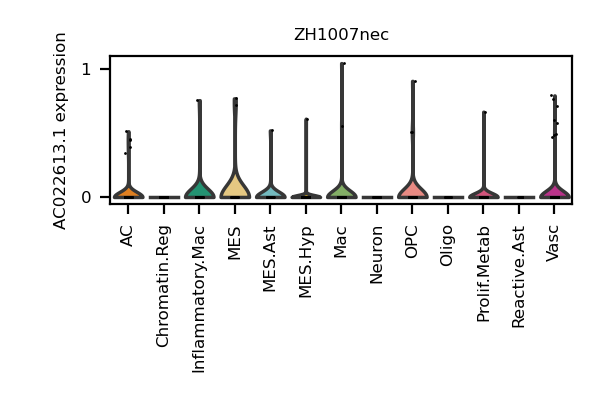 ZH1007nec
AC022613.1 expression
1
0
AC
Chromatin.Reg
Inflammatory.Mac
MES
MES.Ast
MES.Hyp
Mac
Neuron
OPC
Oligo
Prolif.Metab
Reactive.Ast
Vasc